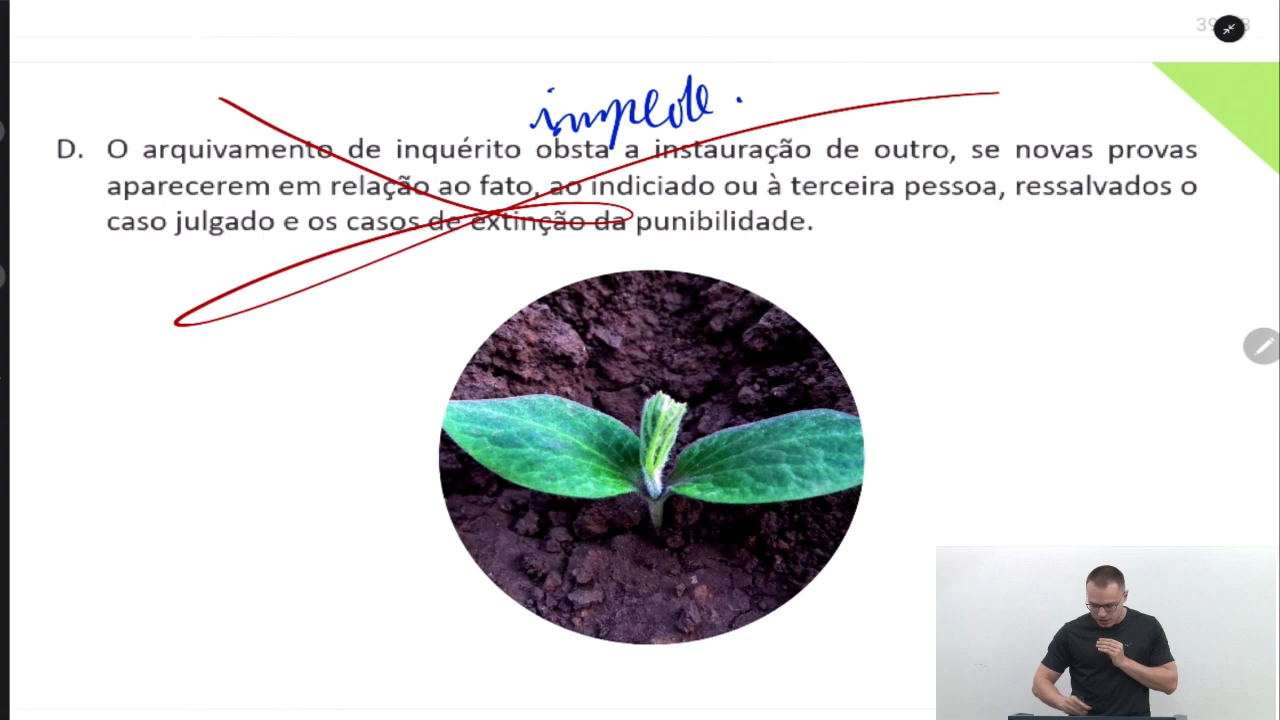 impede.
D. O arquivamento de inquérito obsta a instauração de outro, se novas provas
aparecerem em relação ao fato, ao indiciado ou à terceira pessoa, ressalvados o
caso julgado e os casos de extinção da punibilidade.